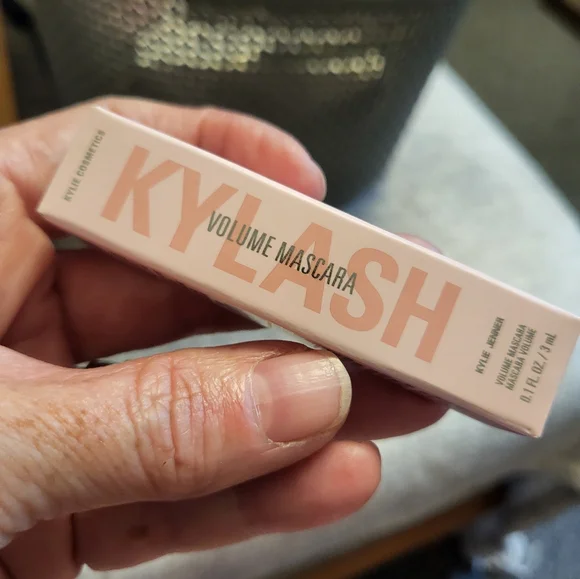 KYLIE COSMETICS
KYLASH
VOLUME MASCARA
KYLIE JENNER
VOLUME MASCARA
MASCARA VOLUME
0.1 FL OZ./ 3 mL